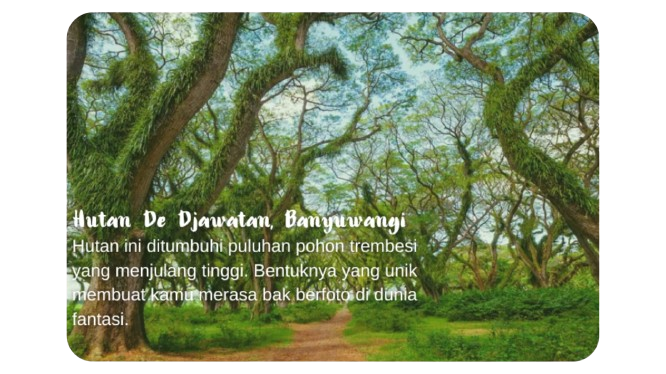 Hutan De Djawatan, Banyuwangi
Hutan ini ditumbuhi puluhan pohon trembesi
yang menjulang tinggi. Bentuknya yang unik
membuat kamu merasa bak berfoto di dunia
fantasi.